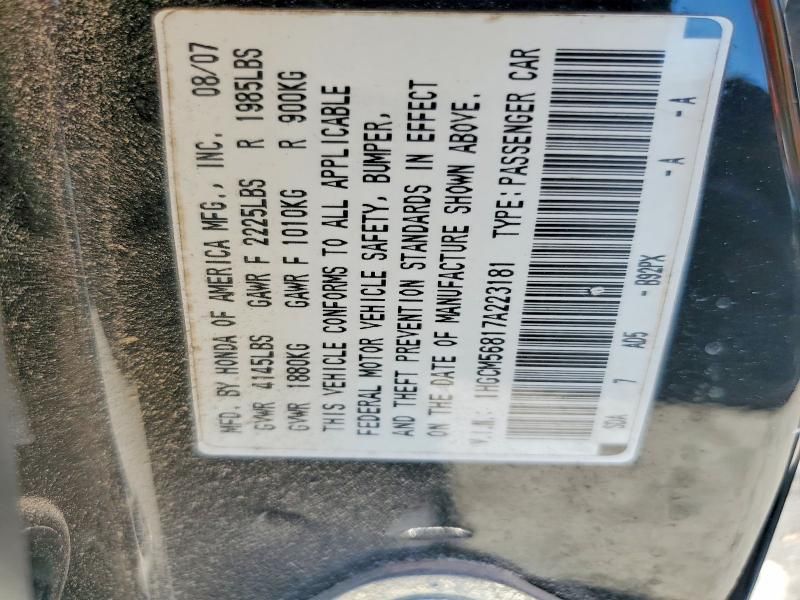 MFD. BY HONDA OF AMERICA MFG., INC. 08/07
GVWR 4145LBS GAWR F 2225LBS R 1985LBS
GVWR 1880KG GAWR F 1010KG R 900KG
THIS VEHICLE CONFORMS TO ALL APPLICABLE
FEDERAL MOTOR VEHICLE SAFETY, BUMPER,
AND THEFT PREVENTION STANDARDS IN EFFECT
ON THE DATE OF MANUFACTURE SHOWN ABOVE.
V.I.N: 1HGCM56817A223181 TYPE:PASSENGER CAR
SDA 7 AD5 -B92PX -A -A